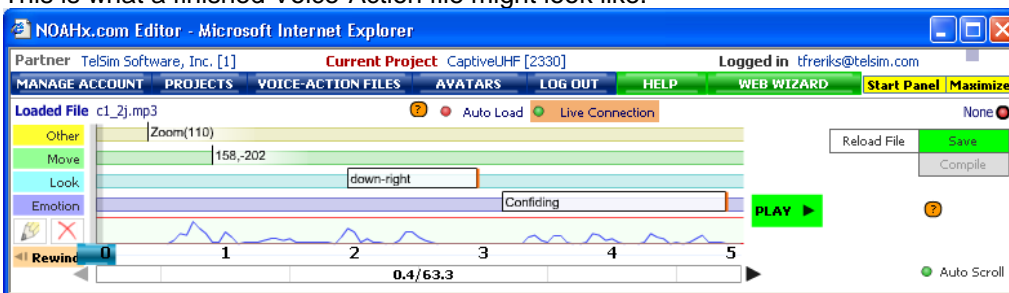 This is what a finished Voice-Action file might look like.
NOAHx.com Editor - Microsoft Internet Explorer
Partner TelSim Software, Inc. [1] Current Project CaptiveUHF [2330] Logged in tfreriks@telsim.com
MANAGE ACCOUNT PROJECTS VOICE-ACTION FILES AVATARS LOG OUT HELP WEB WIZARD Start Panel Maximize
Loaded File c1_2j.mp3 ? Auto Load Live Connection None
Other Zoom(110) Reload File Save
Move 158,-202 Compile
Look down-right
Emotion Confiding PLAY ?
Rewind 0 1 2 3 4 5
0.4/63.3 Auto Scroll